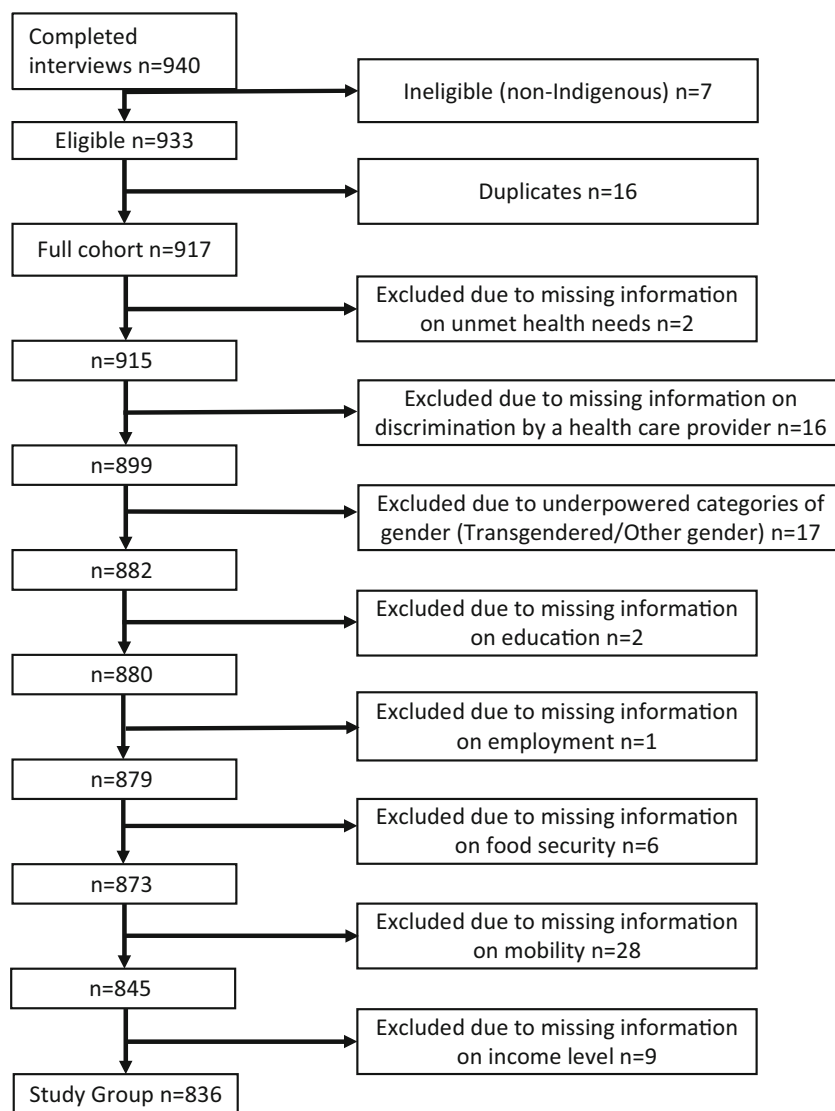 Completed
interviews n=940
Ineligible (non-Indigenous) n=7
Eligible n=933
Duplicates n=16
Full cohort n=917
Excluded due to missing information
on unmet health needs n=2
n=915
Excluded due to missing information on
discrimination by a health care provider n=16
n=899
Excluded due to underpowered categories of
gender (Transgendered/Other gender) n=17
n=882
Excluded due to missing information
on education n=2
n=880
Excluded due to missing information
on employment n=1
n=879
Excluded due to missing information
on food security n=6
n=873
Excluded due to missing information
on mobility n=28
n=845
Excluded due to missing information
on income level n=9
Study Group n=836